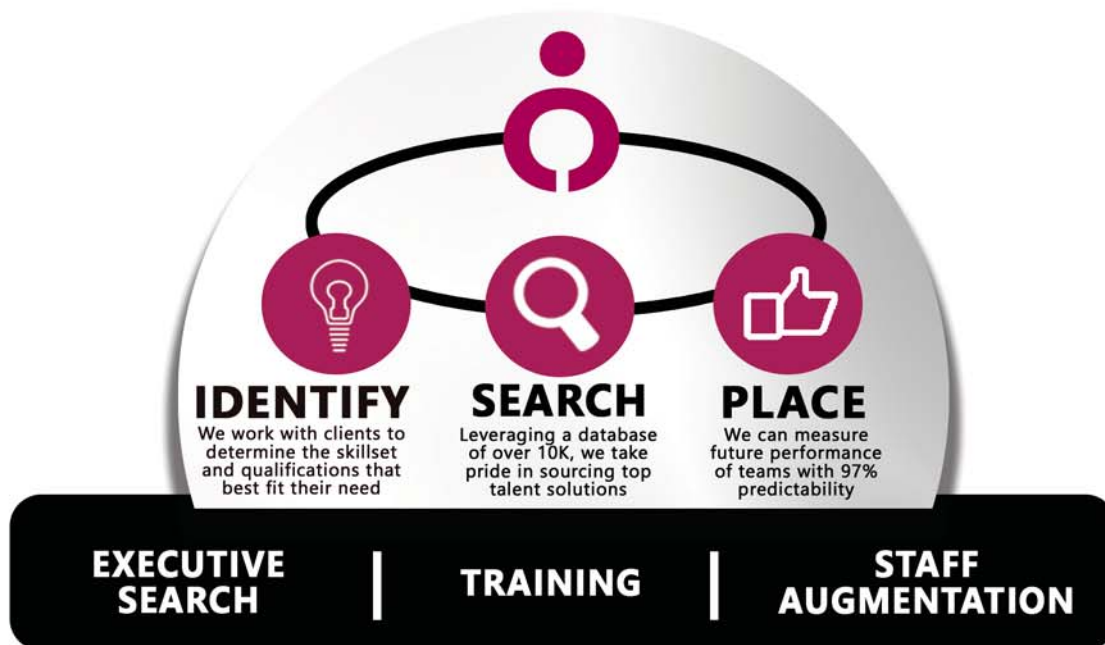 IDENTIFY
We work with clients to
determine the skillset
and qualifications that
best fit their need
SEARCH
Leveraging a database
of over 10K, we take
pride in sourcing top
talent solutions
PLACE
We can measure
future performance
of teams with 97%
predictability
EXECUTIVE
SEARCH
TRAINING
STAFF
AUGMENTATION